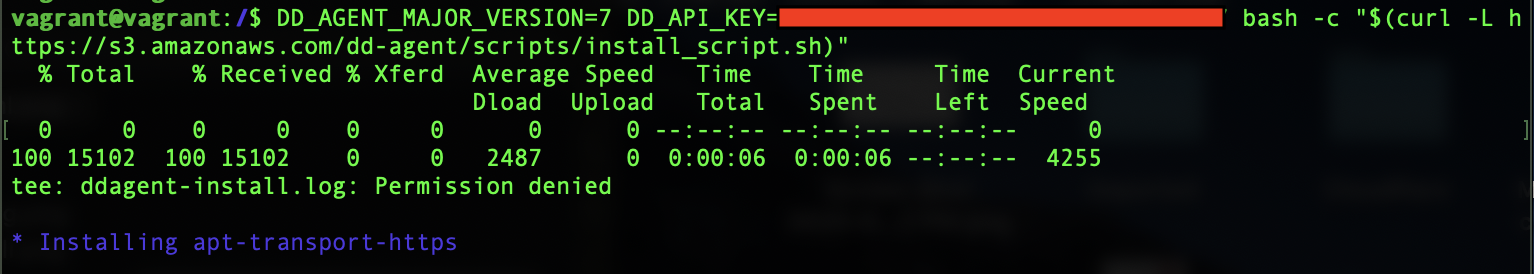 vagrant@vagrant:/$ DD_AGENT_MAJOR_VERSION=7 DD_API_KEY= bash -c "$(curl -L h
ttps://s3.amazonaws.com/dd-agent/scripts/install_script.sh)"
  % Total    % Received % Xferd  Average Speed   Time    Time     Time  Current
                                 Dload  Upload   Total   Spent    Left  Speed
[  0     0    0     0    0     0      0      0 --:--:-- --:--:-- --:--:--     0 ]
100 15102  100 15102    0     0   2487      0  0:00:06  0:00:06 --:--:--  4255
tee: ddagent-install.log: Permission denied
* Installing apt-transport-https